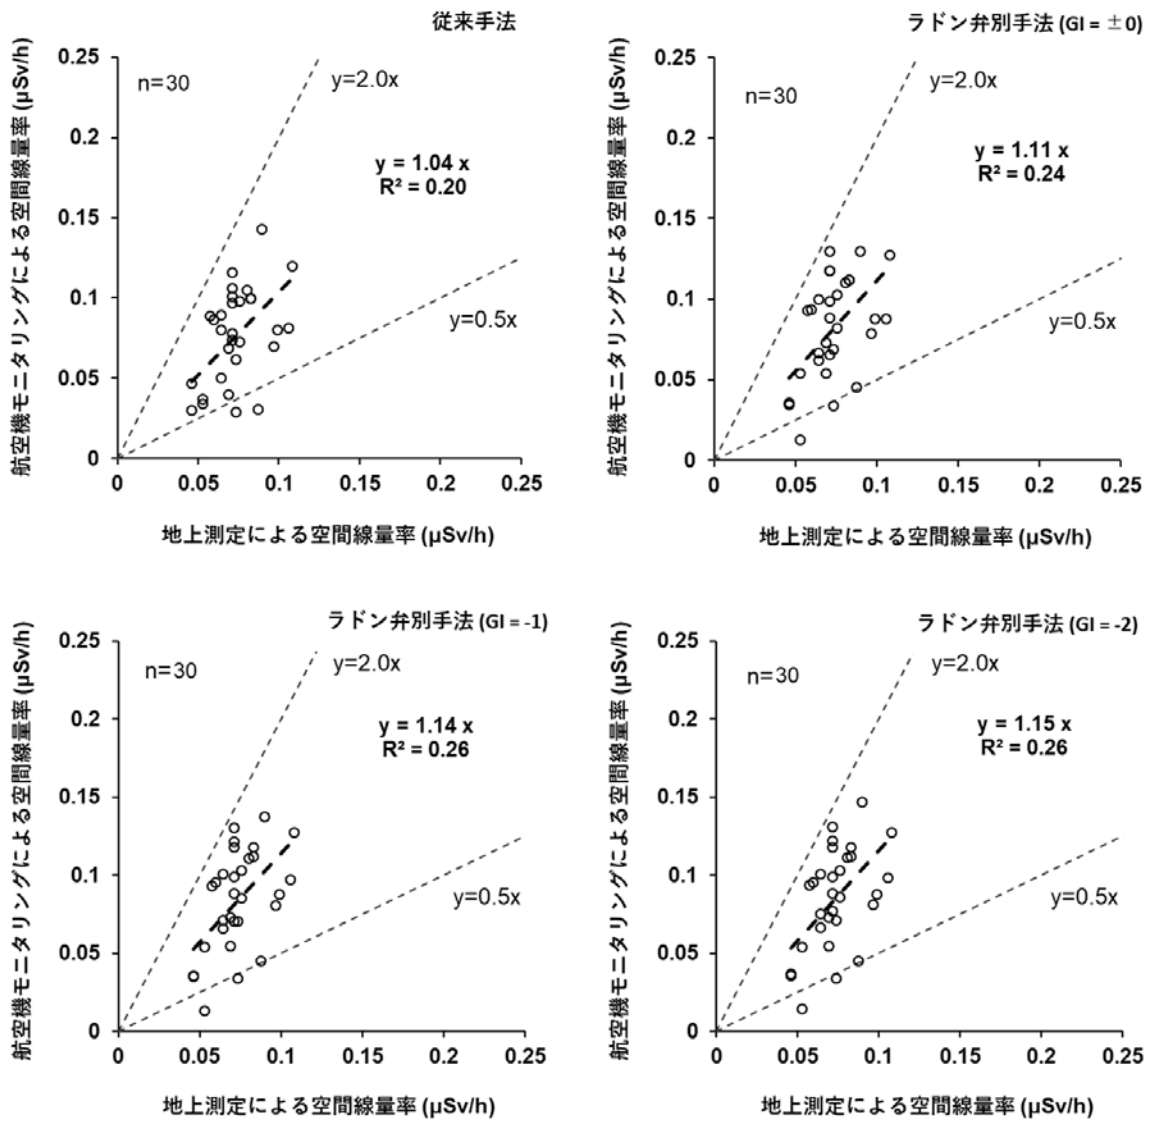 従来手法
航空機モニタリングによる空間線量率 (μSv/h)
0.25
0.2
0.15
0.1
0.05
0
n=30
y=2.0x
y = 1.04 x
R² = 0.20
y=0.5x
0 0.05 0.1 0.15 0.2 0.25
地上測定による空間線量率 (μSv/h)
ラドン弁別手法 (GI = ±0)
航空機モニタリングによる空間線量率 (μSv/h)
0.25
0.2
0.15
0.1
0.05
0
n=30
y=2.0x
y = 1.11 x
R² = 0.24
y=0.5x
0 0.05 0.1 0.15 0.2 0.25
地上測定による空間線量率 (μSv/h)
ラドン弁別手法 (GI = -1)
航空機モニタリングによる空間線量率 (μSv/h)
0.25
0.2
0.15
0.1
0.05
0
n=30
y=2.0x
y = 1.14 x
R² = 0.26
y=0.5x
0 0.05 0.1 0.15 0.2 0.25
地上測定による空間線量率 (μSv/h)
ラドン弁別手法 (GI = -2)
航空機モニタリングによる空間線量率 (μSv/h)
0.25
0.2
0.15
0.1
0.05
0
n=30
y=2.0x
y = 1.15 x
R² = 0.26
y=0.5x
0 0.05 0.1 0.15 0.2 0.25
地上測定による空間線量率 (μSv/h)